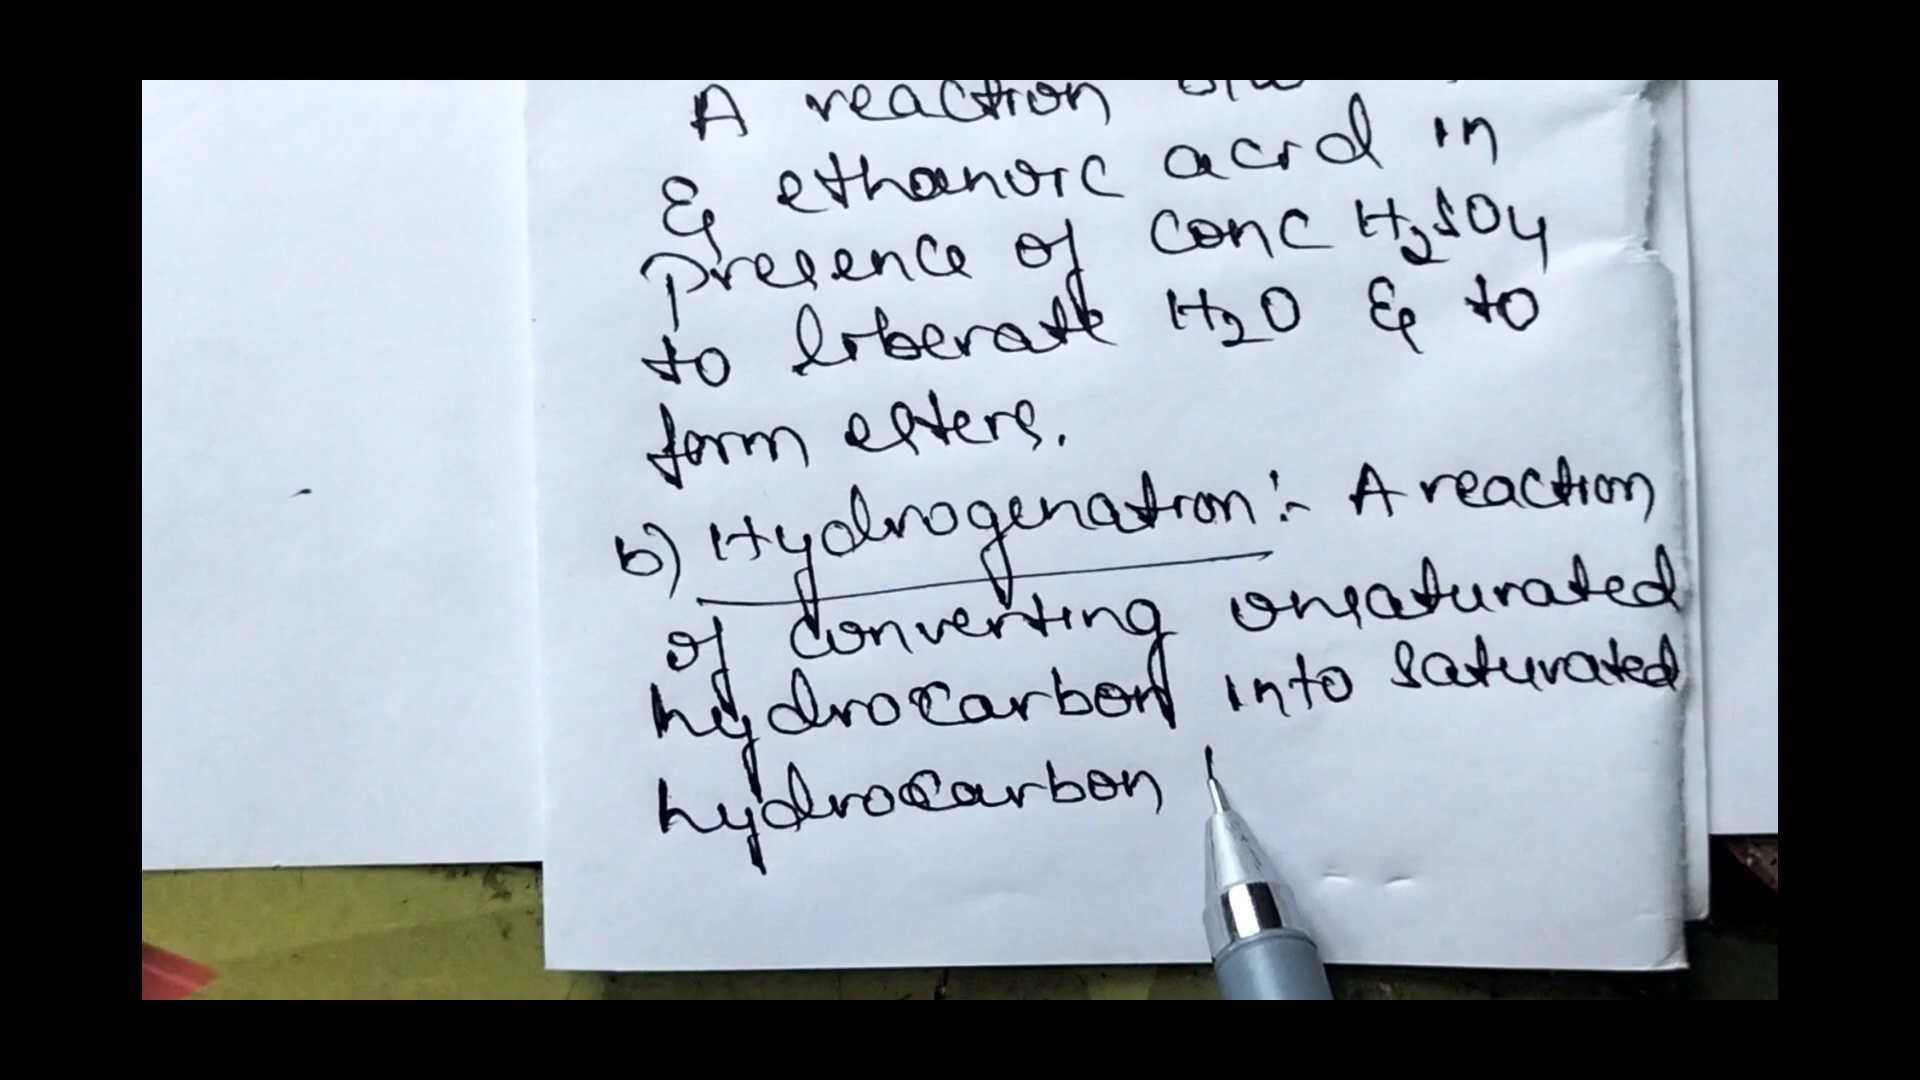 A reaction b/w
& ethanoic acid in
presence of conc H₂SO₄
to liberate H₂O & to
form esters.
b) Hydrogenation :- A reaction
of converting unsaturated
hydrocarbon into saturated
hydrocarbon